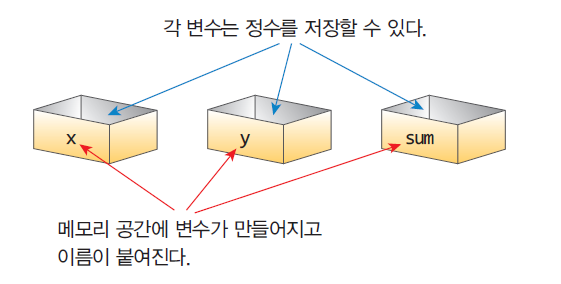 각 변수는 정수를 저장할 수 있다.
x
y
sum
메모리 공간에 변수가 만들어지고
이름이 붙여진다.